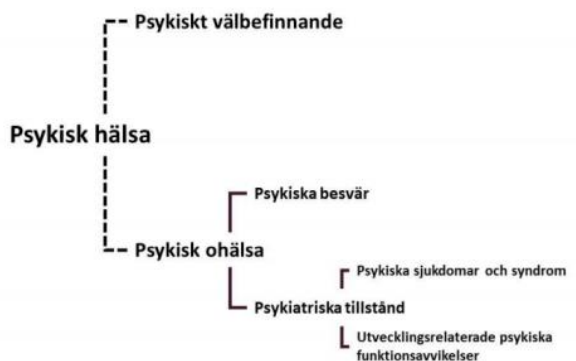 Psykiskt välbefinnande
Psykisk hälsa
Psykiska besvär
Psykisk ohälsa
Psykiska sjukdomar och syndrom
Psykiatriska tillstånd
Utvecklingsrelaterade psykiska
funktionsavvikelser